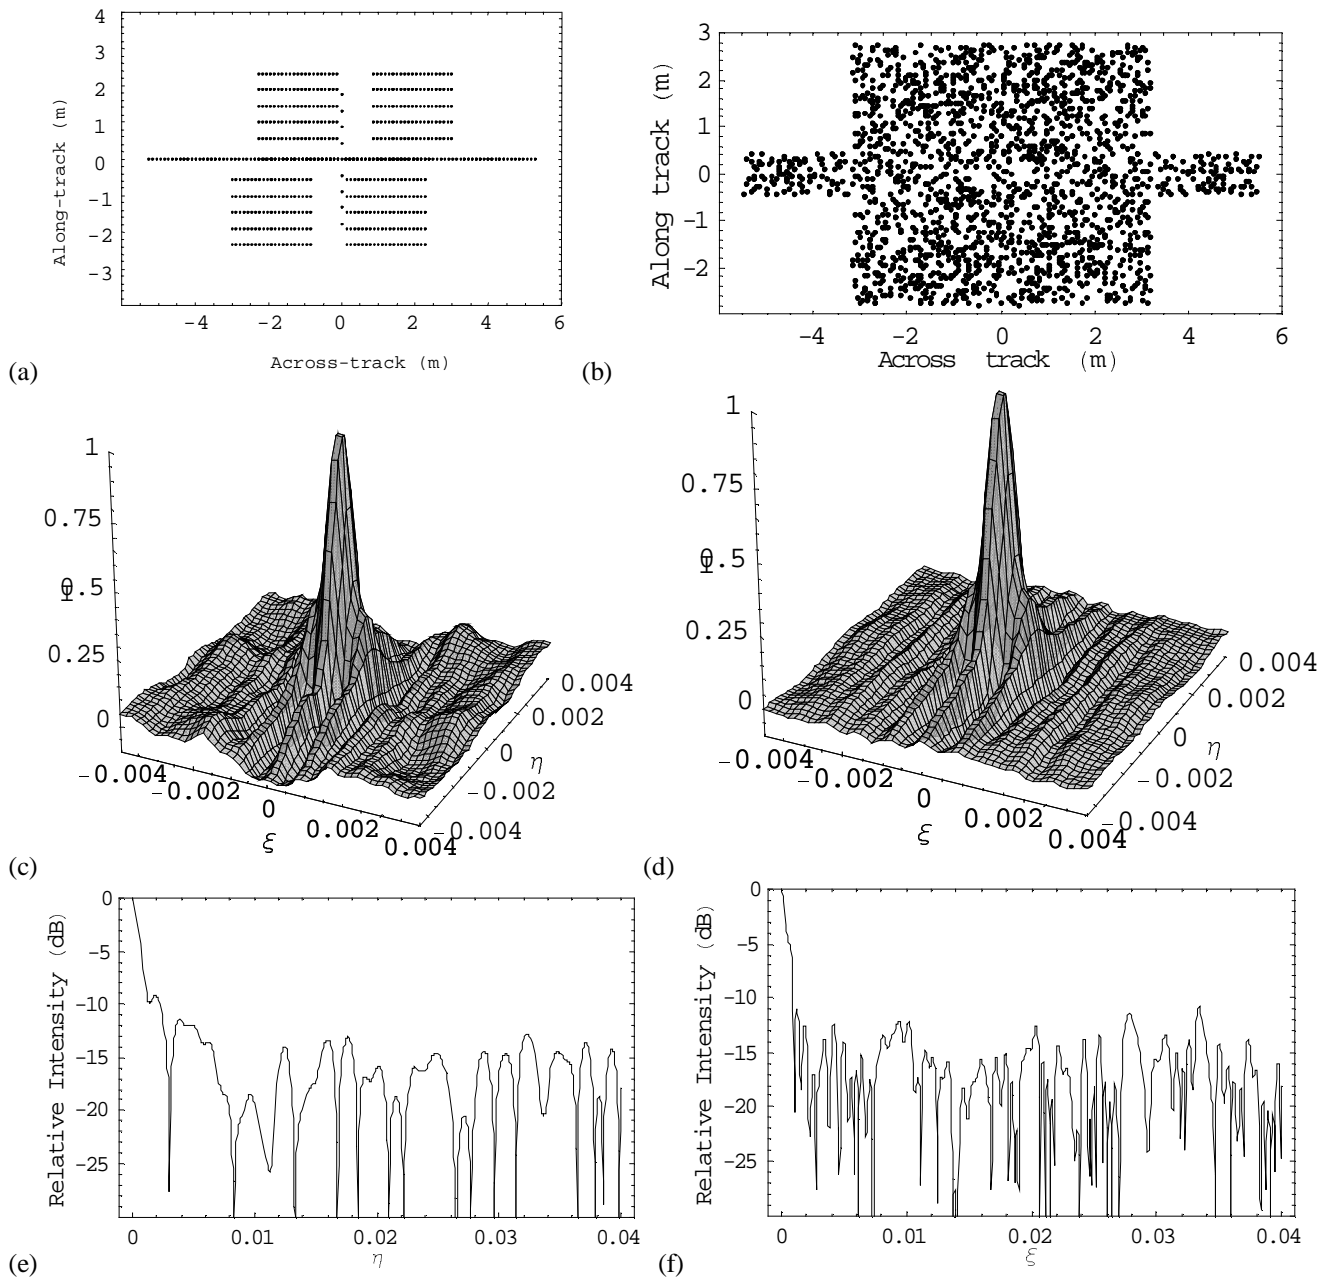 4
3
2
1
0
-1
-2
-3
Along-track (m)
-4 -2 0 2 4 6
Across-track (m)
(a)
3
2
1
0
-1
-2
Along track (m)
-4 -2 0 2 4 6
Across track (m)
(b)
1
0.75
0.5
0.25
0
-0.004
-0.002
0
0.002
0.004
ξ
0.004
0.002
0
-0.002
-0.004
η
(c)
1
0.75
0.5
0.25
0
-0.004
-0.002
0
0.002
0.004
ξ
0.004
0.002
0
-0.002
-0.004
η
(d)
0
-5
-10
-15
-20
-25
Relative Intensity (dB)
0 0.01 0.02 0.03 0.04
η
(e)
0
-5
-10
-15
-20
-25
Relative Intensity (dB)
0 0.01 0.02 0.03 0.04
ξ
(f)